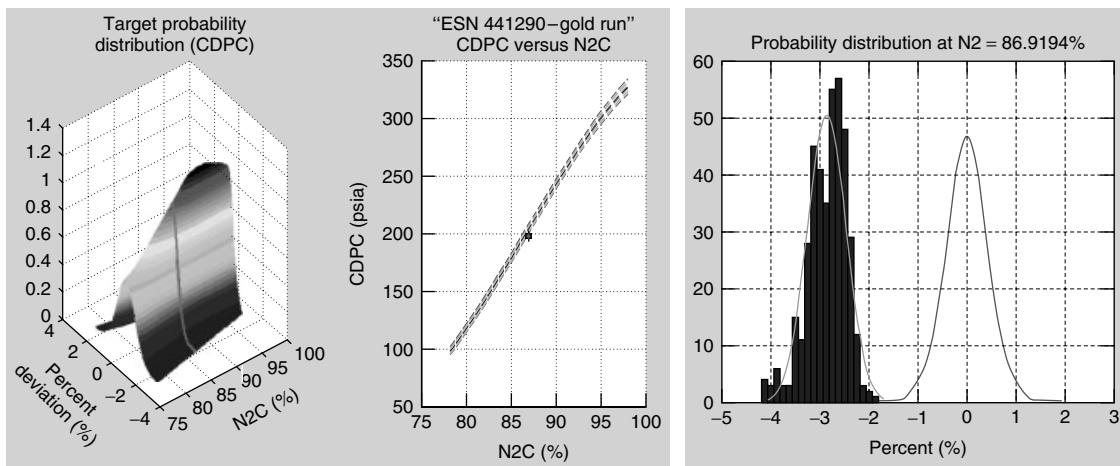 Target probability
distribution (CDPC)
1.4
1.2
1
0.8
0.6
0.4
0.2
0
4
2
0
−2
−4
Percent
deviation (%)
75
80
85
90
95
100
N2C (%)
“ESN 441290−gold run”
CDPC versus N2C
350
300
250
200
150
100
50
CDPC (psia)
75 80 85 90 95 100
N2C (%)
Probability distribution at N2 = 86.9194%
60
50
40
30
20
10
0
−5 −4 −3 −2 −1 0 1 2 3
Percent (%)